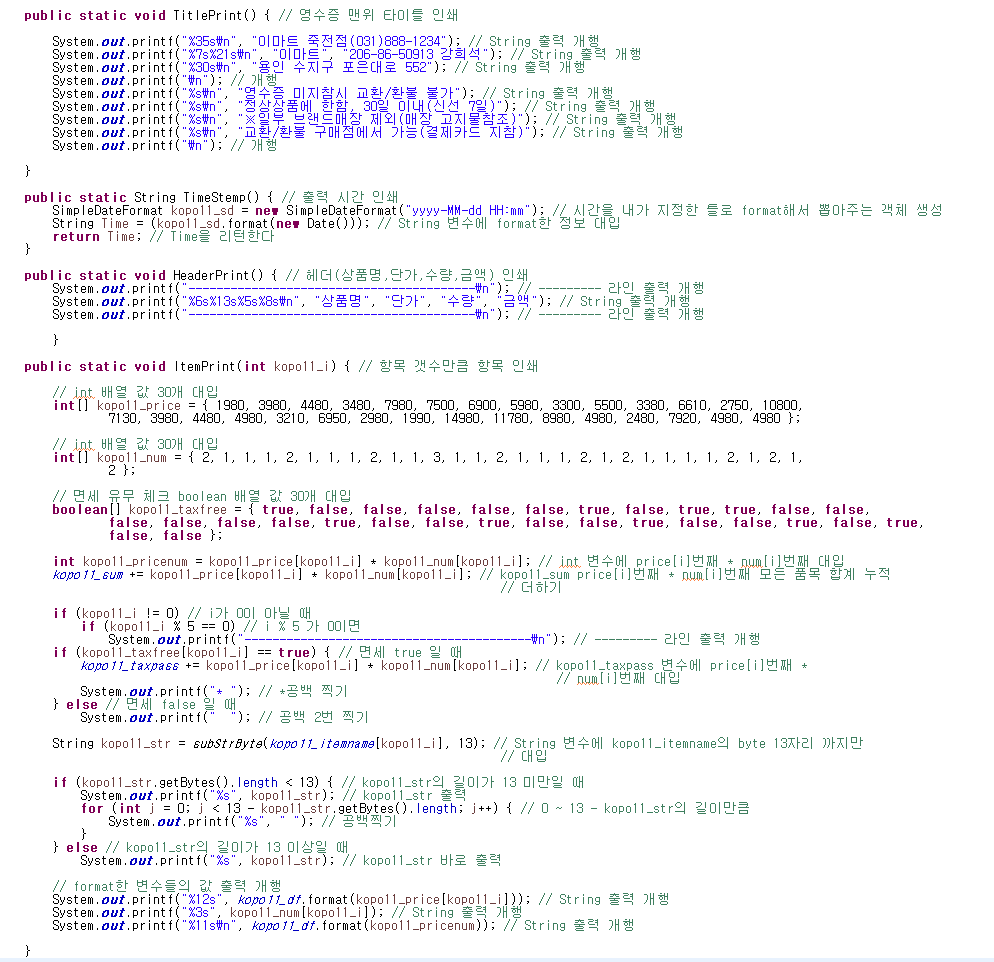 public static void TitlePrint() { // 영수증 맨위 타이틀 인쇄
System.out.printf("%35s\n", "이마트 죽전점(031)888-1234"); // String 출력 개행
System.out.printf("%7s%21s\n", "이마트", "206-86-50913 강희석"); // String 출력 개행
System.out.printf("%30s\n", "용인 수지구 포은대로 552"); // String 출력 개행
System.out.printf("\n"); // 개행
System.out.printf("%s\n", "영수증 미지참시 교환/환불 불가"); // String 출력 개행
System.out.printf("%s\n", "정상상품에 한함, 30일 이내(신선 7일)"); // String 출력 개행
System.out.printf("%s\n", "※일부 브랜드매장 제외(매장 고지물참조)"); // String 출력 개행
System.out.printf("%s\n", "교환/환불 구매점에서 가능(결제카드 지참)"); // String 출력 개행
System.out.printf("\n"); // 개행
}
public static String TimeStemp() { // 출력 시간 인쇄
SimpleDateFormat kopo11_sd = new SimpleDateFormat("yyyy-MM-dd HH:mm"); // 시간을 내가 지정한 틀로 format해서 뽑아주는 객체 생성
String Time = (kopo11_sd.format(new Date())); // String 변수에 format한 정보 대입
return Time; // Time을 리턴한다
}
public static void HeaderPrint() { // 헤더(상품명,단가,수량,금액) 인쇄
System.out.printf("-----------------------------------------\n"); // --------- 라인 출력 개행
System.out.printf("%6s%13s%5s%8s\n", "상품명", "단가", "수량", "금액"); // String 출력 개행
System.out.printf("-----------------------------------------\n"); // --------- 라인 출력 개행
}
public static void ItemPrint(int kopo11_i) { // 항목 갯수만큼 항목 인쇄
// int 배열 값 30개 대입
int[] kopo11_price = { 1980, 3980, 4480, 3480, 7980, 7500, 6900, 5980, 3300, 5500, 3380, 6610, 2750, 10800,
7130, 3980, 4480, 4980, 3210, 6950, 2980, 1990, 14980, 11780, 8980, 4980, 2480, 7920, 4980, 4980 };
// int 배열 값 30개 대입
int[] kopo11_num = { 2, 1, 1, 1, 2, 1, 1, 1, 2, 1, 1, 3, 1, 1, 2, 1, 1, 1, 2, 1, 2, 1, 1, 1, 1, 2, 1, 2, 1,
2 };
// 면세 유무 체크 boolean 배열 값 30개 대입
boolean[] kopo11_taxfree = { true, false, false, false, false, false, true, false, true, true, false, false,
false, false, false, false, true, false, false, true, false, false, true, false, false, true, false, true,
false, false };
int kopo11_pricenum = kopo11_price[kopo11_i] * kopo11_num[kopo11_i]; // int 변수에 price[i]번째 * num[i]번째 대입
kopo11_sum += kopo11_price[kopo11_i] * kopo11_num[kopo11_i]; // kopo11_sum price[i]번째 * num[i]번째 모든 품목 합계 누적
// 더하기
if (kopo11_i != 0) // i가 0이 아닐 때
if (kopo11_i % 5 == 0) // i % 5 가 0이면
System.out.printf("-----------------------------------------\n"); // --------- 라인 출력 개행
if (kopo11_taxfree[kopo11_i] == true) { // 면세 true 일 때
kopo11_taxpass += kopo11_price[kopo11_i] * kopo11_num[kopo11_i]; // kopo11_taxpass 변수에 price[i]번째 *
// num[i]번째 대입
System.out.printf("* "); // *공백 찍기
} else // 면세 false 일 때
System.out.printf("  "); // 공백 2번 찍기
String kopo11_str = subStrByte(kopo11_itemname[kopo11_i], 13); // String 변수에 kopo11_itemname의 byte 13자리 까지만
// 대입
if (kopo11_str.getBytes().length < 13) { // kopo11_str의 길이가 13 미만일 때
System.out.printf("%s", kopo11_str); // kopo11_str 출력
for (int j = 0; j < 13 - kopo11_str.getBytes().length; j++) { // 0 ~ 13 - kopo11_str의 길이만큼
System.out.printf("%s", " "); // 공백찍기
}
} else // kopo11_str의 길이가 13 이상일 때
System.out.printf("%s", kopo11_str); // kopo11_str 바로 출력
// format한 변수들의 값 출력 개행
System.out.printf("%12s", kopo11_df.format(kopo11_price[kopo11_i])); // String 출력 개행
System.out.printf("%3s", kopo11_num[kopo11_i]); // String 출력 개행
System.out.printf("%11s\n", kopo11_df.format(kopo11_pricenum)); // String 출력 개행
}